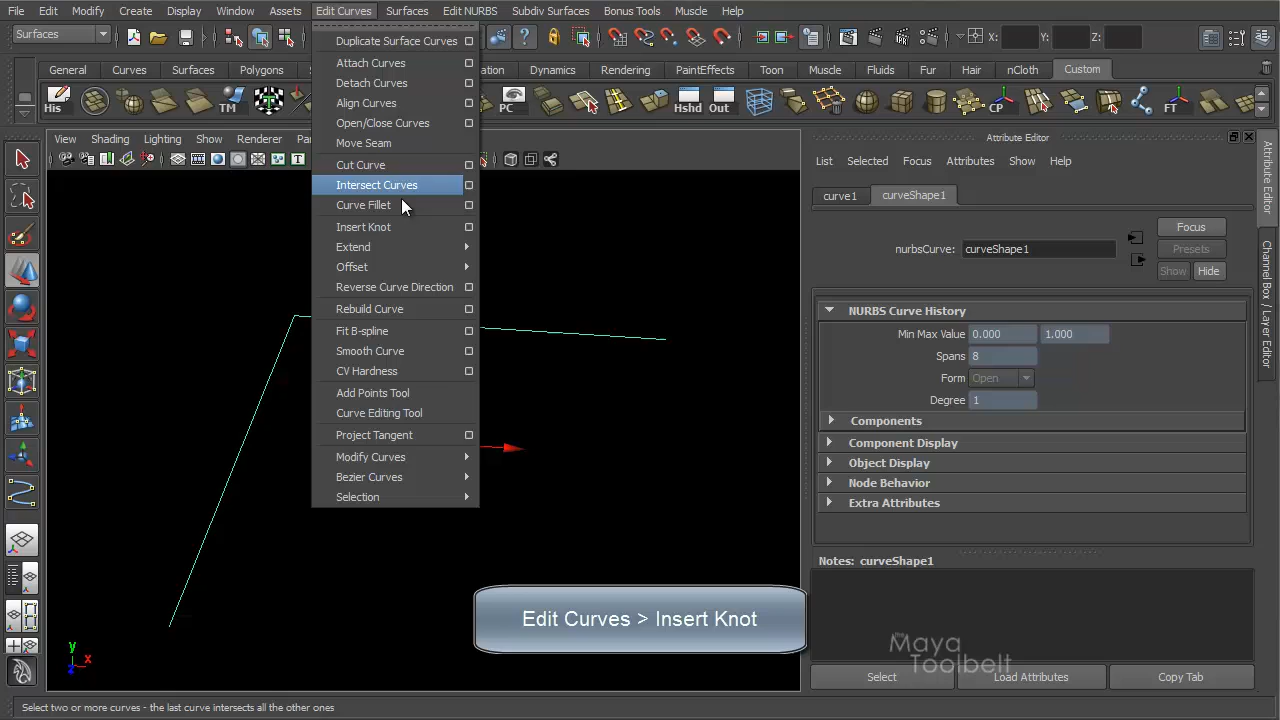 File Edit Modify Create Display Window Assets Edit Curves Surfaces Edit NURBS Subdiv Surfaces Bonus Tools Muscle Help
Surfaces
X: Y: Z:
General Curves Surfaces Polygons Dynamics Rendering PaintEffects Toon Muscle Fluids Fur Hair nCloth Custom
His TM PC Hshd Out CP FT
View Shading Lighting Show Renderer
Duplicate Surface Curves
Attach Curves
Detach Curves
Align Curves
Open/Close Curves
Move Seam
Cut Curve
Intersect Curves
Curve Fillet
Insert Knot
Extend
Offset
Reverse Curve Direction
Rebuild Curve
Fit B-spline
Smooth Curve
CV Hardness
Add Points Tool
Curve Editing Tool
Project Tangent
Modify Curves
Bezier Curves
Selection
Edit Curves > Insert Knot
y
x
z
Attribute Editor
List Selected Focus Attributes Show Help
curve1 curveShape1
nurbsCurve: curveShape1
Focus
Presets
Show Hide
NURBS Curve History
Min Max Value 0.000 1.000
Spans 8
Form Open
Degree 1
Components
Component Display
Object Display
Node Behavior
Extra Attributes
Notes: curveShape1
The Maya
Toolbelt
Select Load Attributes Copy Tab
Attribute Editor
Channel Box / Layer Editor
Select two or more curves - the last curve intersects all the other ones